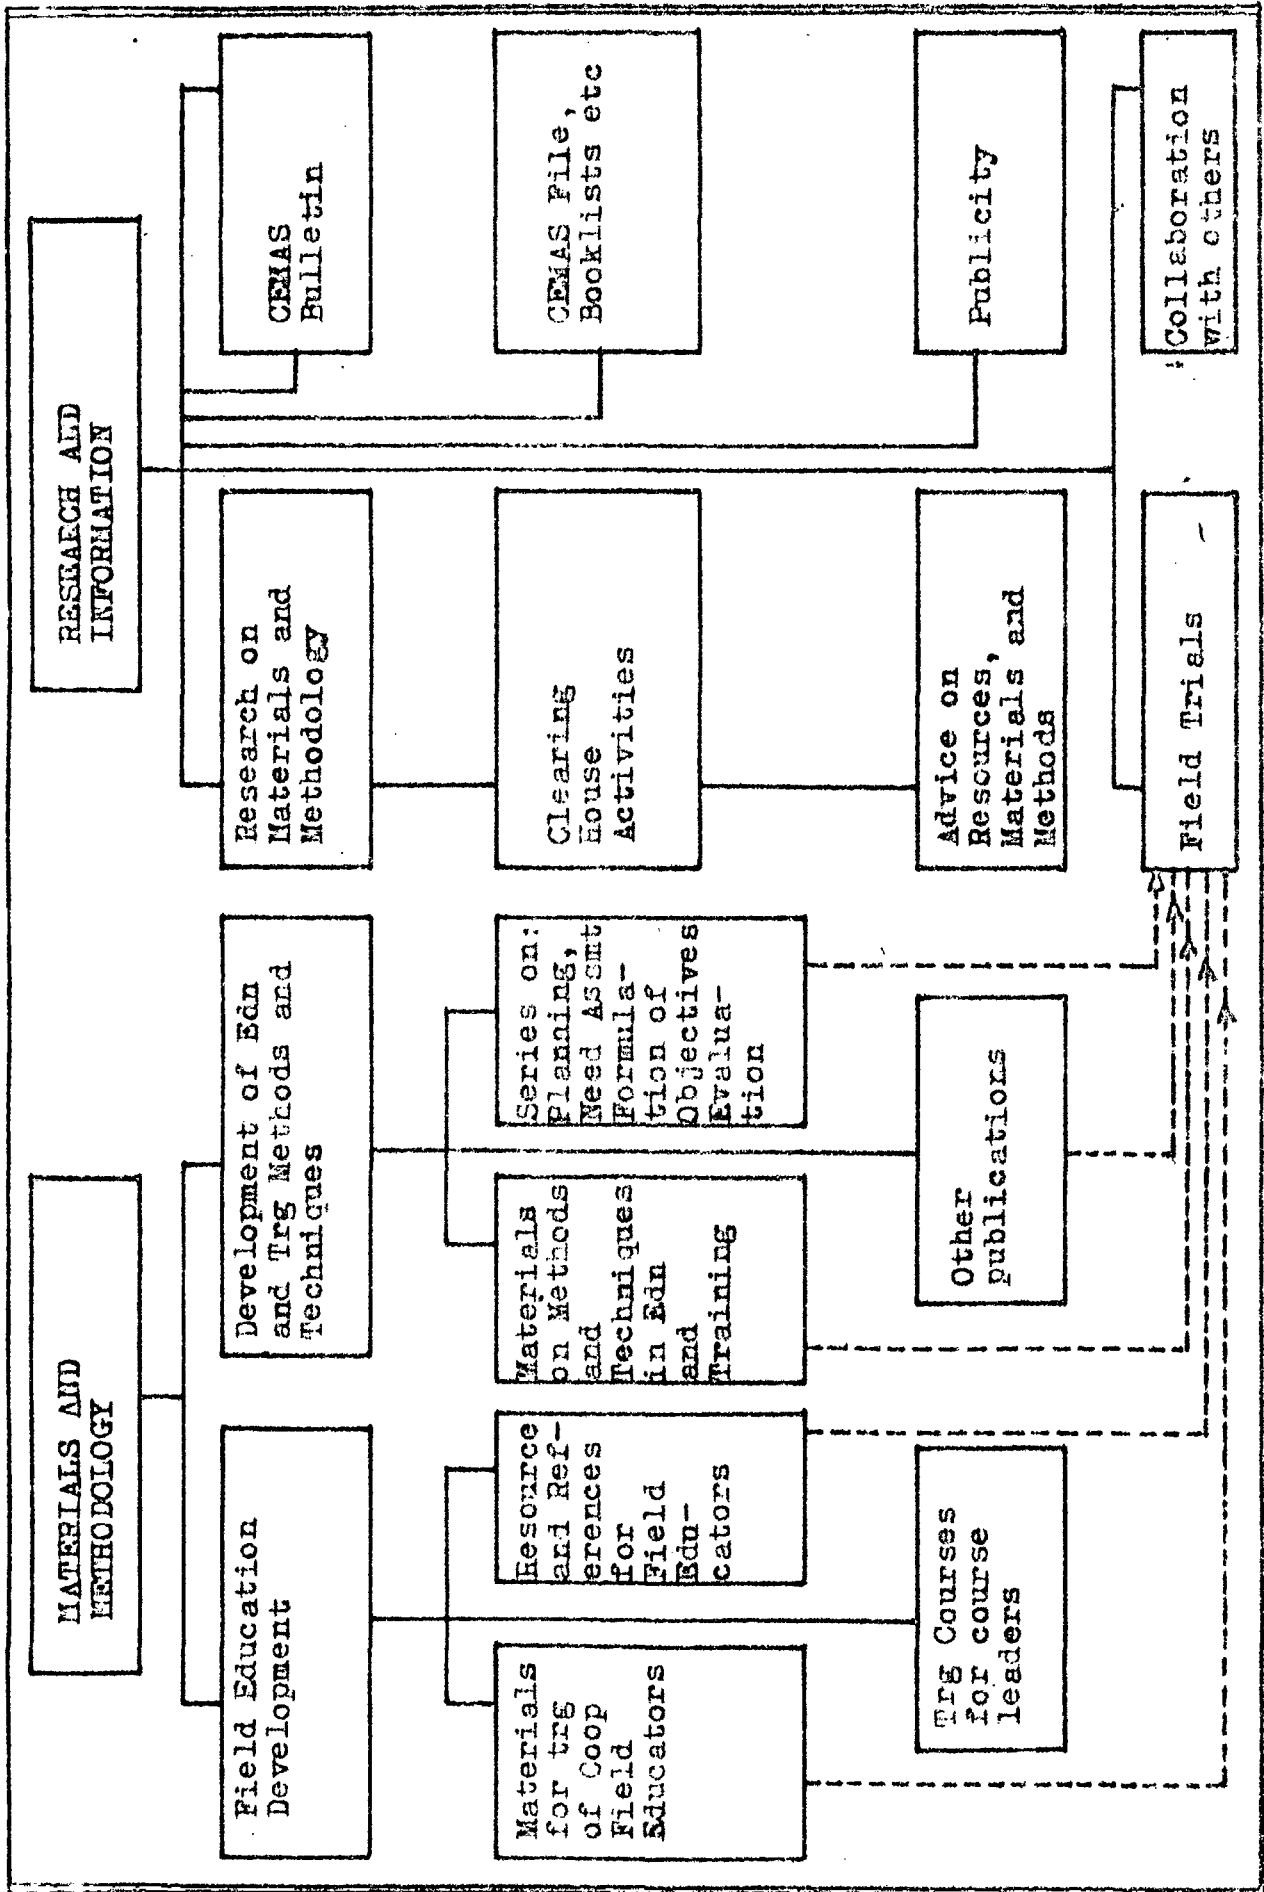 MATERIALS AND
METHODOLOGY
RESEARCH AND
INFORMATION
Field Education
Development
Development of Edn
and Trg Methods and
Techniques
Research on
Materials and
Methodology
CEMAS
Bulletin
Materials
for trg
of Coop
Field
Educators
Resource
and Ref-
erences
for
Field
Edu-
cators
Materials
on Methods
and
Techniques
in Edn
and
Training
Series on:
Planning,
Need Assmt
Formula-
tion of
Objectives
Evalua-
tion
Clearing
House
Activities
CEMAS File,
Booklists etc
Trg Courses
for course
leaders
Other
publications
Advice on
Resources,
Materials, and
Methods
Publicity
Field Trials
Collaboration
with others